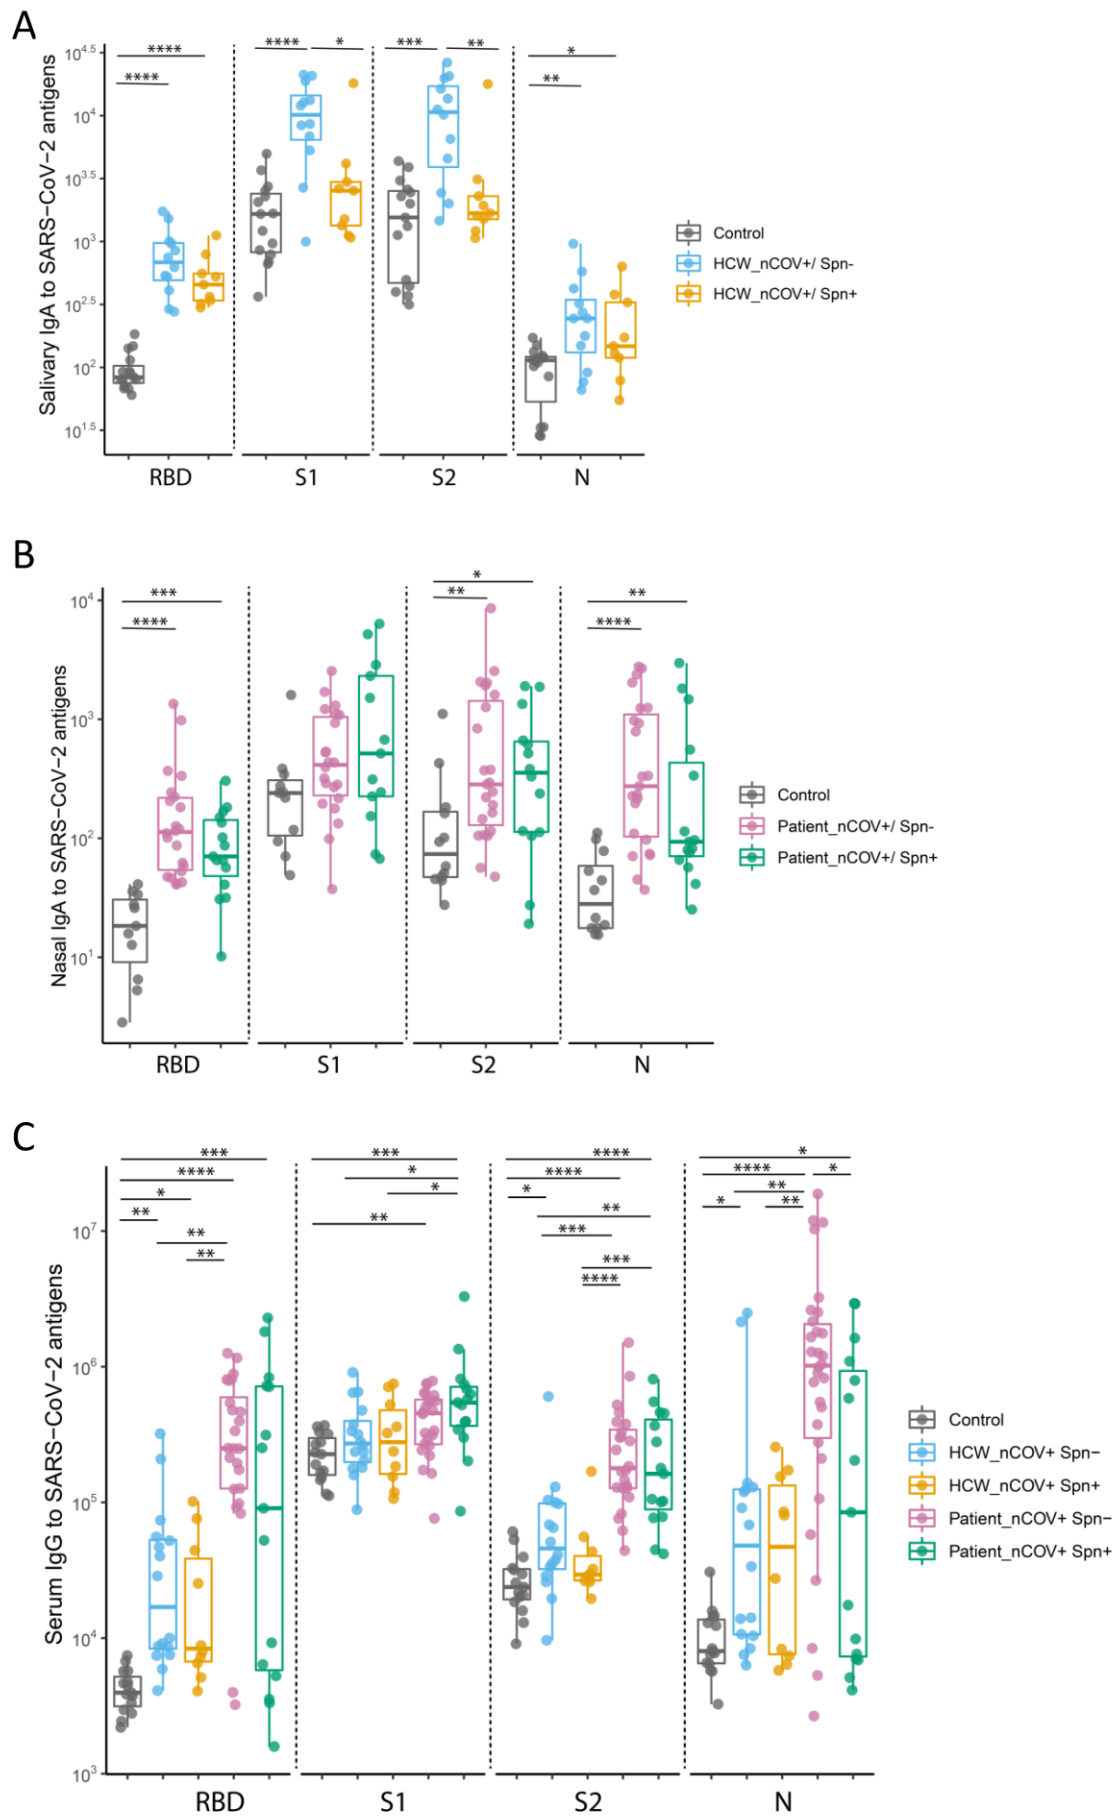 A
Salivary IgA to SARS−CoV−2 antigens
10^4.5
10^4
10^3.5
10^3
10^2.5
10^2
10^1.5
**** ****
**** *
*** **
* **
RBD S1 S2 N
Control
HCW_nCOV+/ Spn-
HCW_nCOV+/ Spn+
B
Nasal IgA to SARS−CoV−2 antigens
10^4
10^3
10^2
10^1
*** ****
* **
** ****
RBD S1 S2 N
Control
Patient_nCOV+/ Spn-
Patient_nCOV+/ Spn+
C
Serum IgG to SARS−CoV−2 antigens
10^7
10^6
10^5
10^4
10^3
*** **** * ** ** **
*** * * **
**** **** * ** *** *** ****
* **** * ** * **
RBD S1 S2 N
Control
HCW_nCOV+ Spn−
HCW_nCOV+ Spn+
Patient_nCOV+ Spn−
Patient_nCOV+ Spn+